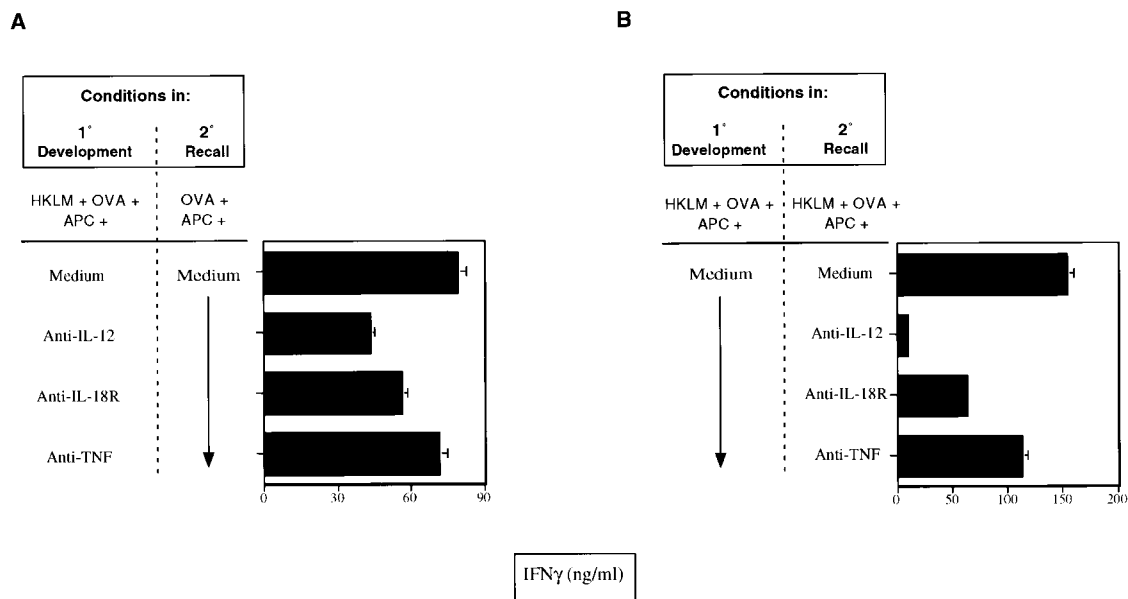 A
Conditions in:
1° 2°
Development Recall
HKLM + OVA + OVA +
APC + APC +
Medium Medium
Anti-IL-12
Anti-IL-18R
Anti-TNF
0 30 60 90
B
Conditions in:
1° 2°
Development Recall
HKLM + OVA + HKLM + OVA +
APC + APC +
Medium Medium
Anti-IL-12
Anti-IL-18R
Anti-TNF
0 50 100 150 200
IFNγ (ng/ml)